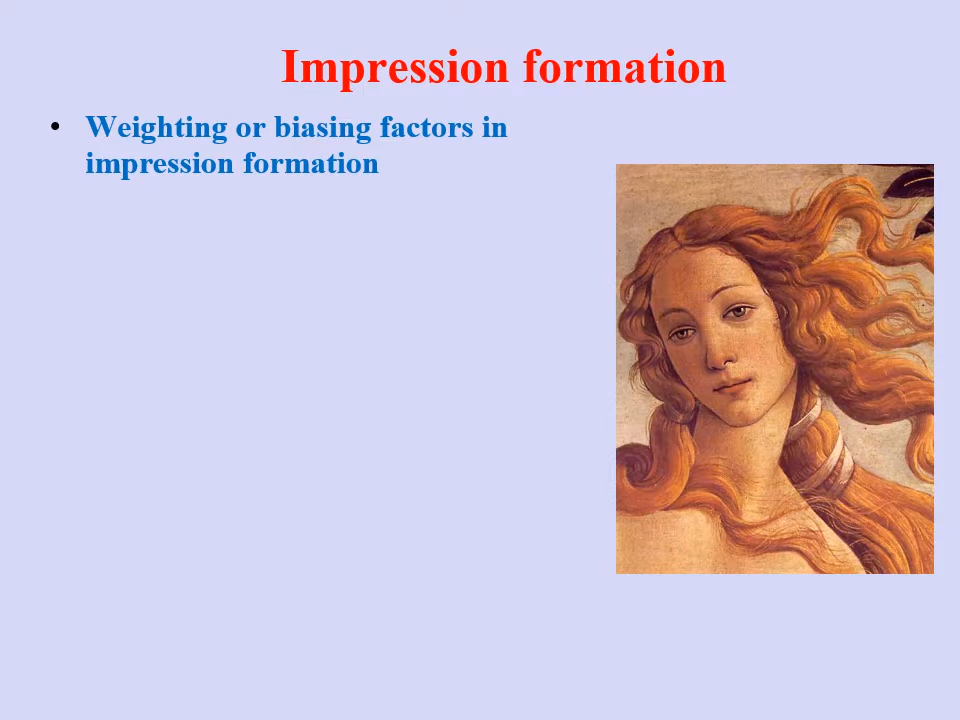 Impression formation
• Weighting or biasing factors in
impression formation